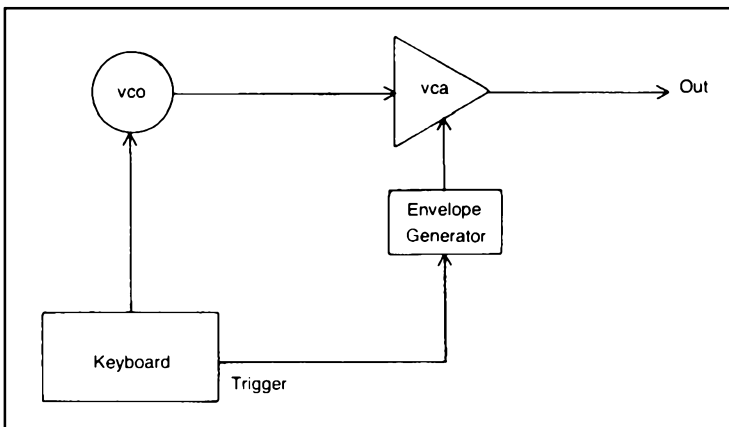 vco
vca
Out
Envelope
Generator
Keyboard
Trigger